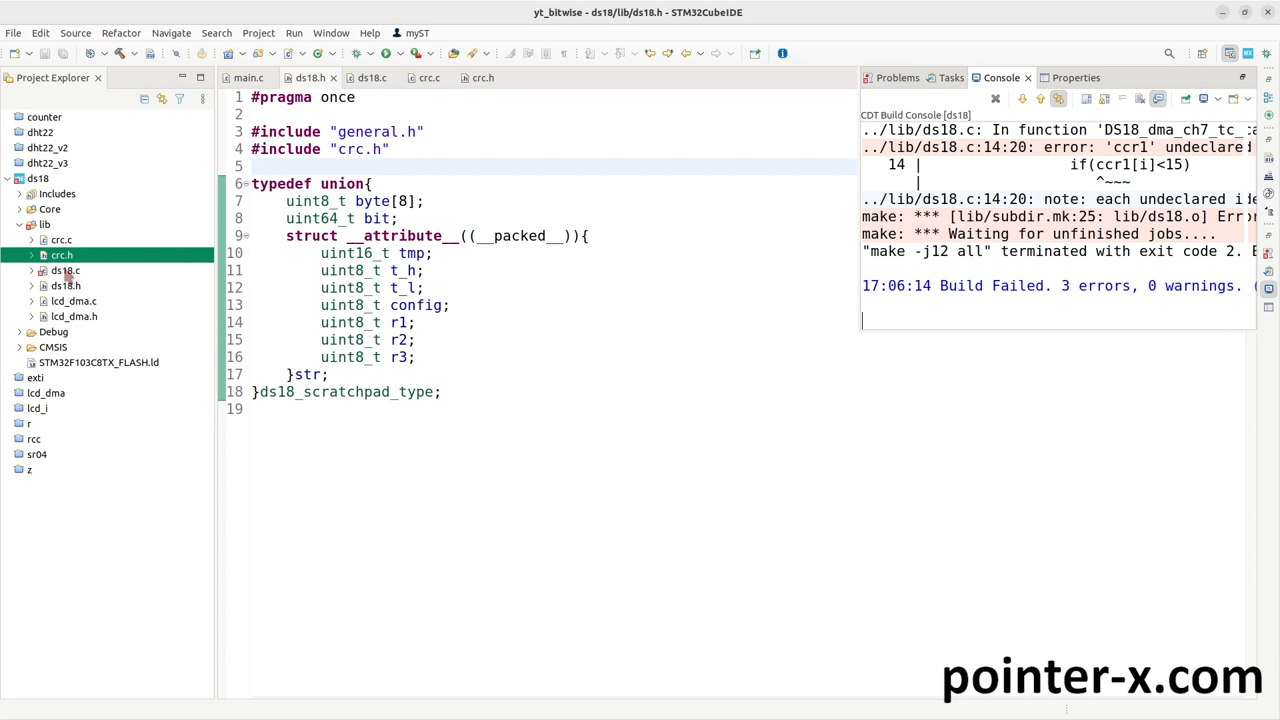 yt_bitwise - ds18/lib/ds18.h - STM32CubeIDE
File Edit Source Refactor Navigate Search Project Run Window Help myST
Project Explorer
counter
dht22
dht22_v2
dht22_v3
ds18
Includes
Core
lib
crc.c
crc.h
ds18.c
ds18.h
lcd_dma.c
lcd_dma.h
Debug
CMSIS
STM32F103C8TX_FLASH.ld
exti
lcd_dma
lcd_i
r
rcc
sr04
z
main.c ds18.h ds18.c crc.c crc.h
1 #pragma once
2
3 #include "general.h"
4 #include "crc.h"
5
6 typedef union{
7 uint8_t byte[8];
8 uint64_t bit;
9 struct __attribute__((__packed__)){
10 uint16_t tmp;
11 uint8_t t_h;
12 uint8_t t_l;
13 uint8_t config;
14 uint8_t r1;
15 uint8_t r2;
16 uint8_t r3;
17 }str;
18 }ds18_scratchpad_type;
19
Problems Tasks Console Properties
CDT Build Console [ds18]
../lib/ds18.c: In function 'DS18_dma_ch7_tc_
../lib/ds18.c:14:20: error: 'ccr1' undeclared
14 | if(ccr1[i]<15)
| ^~~~
../lib/ds18.c:14:20: note: each undeclared ide
make: *** [lib/subdir.mk:25: lib/ds18.o] Erro
make: *** Waiting for unfinished jobs....
"make -j12 all" terminated with exit code 2.
17:06:14 Build Failed. 3 errors, 0 warnings.
pointer-x.com